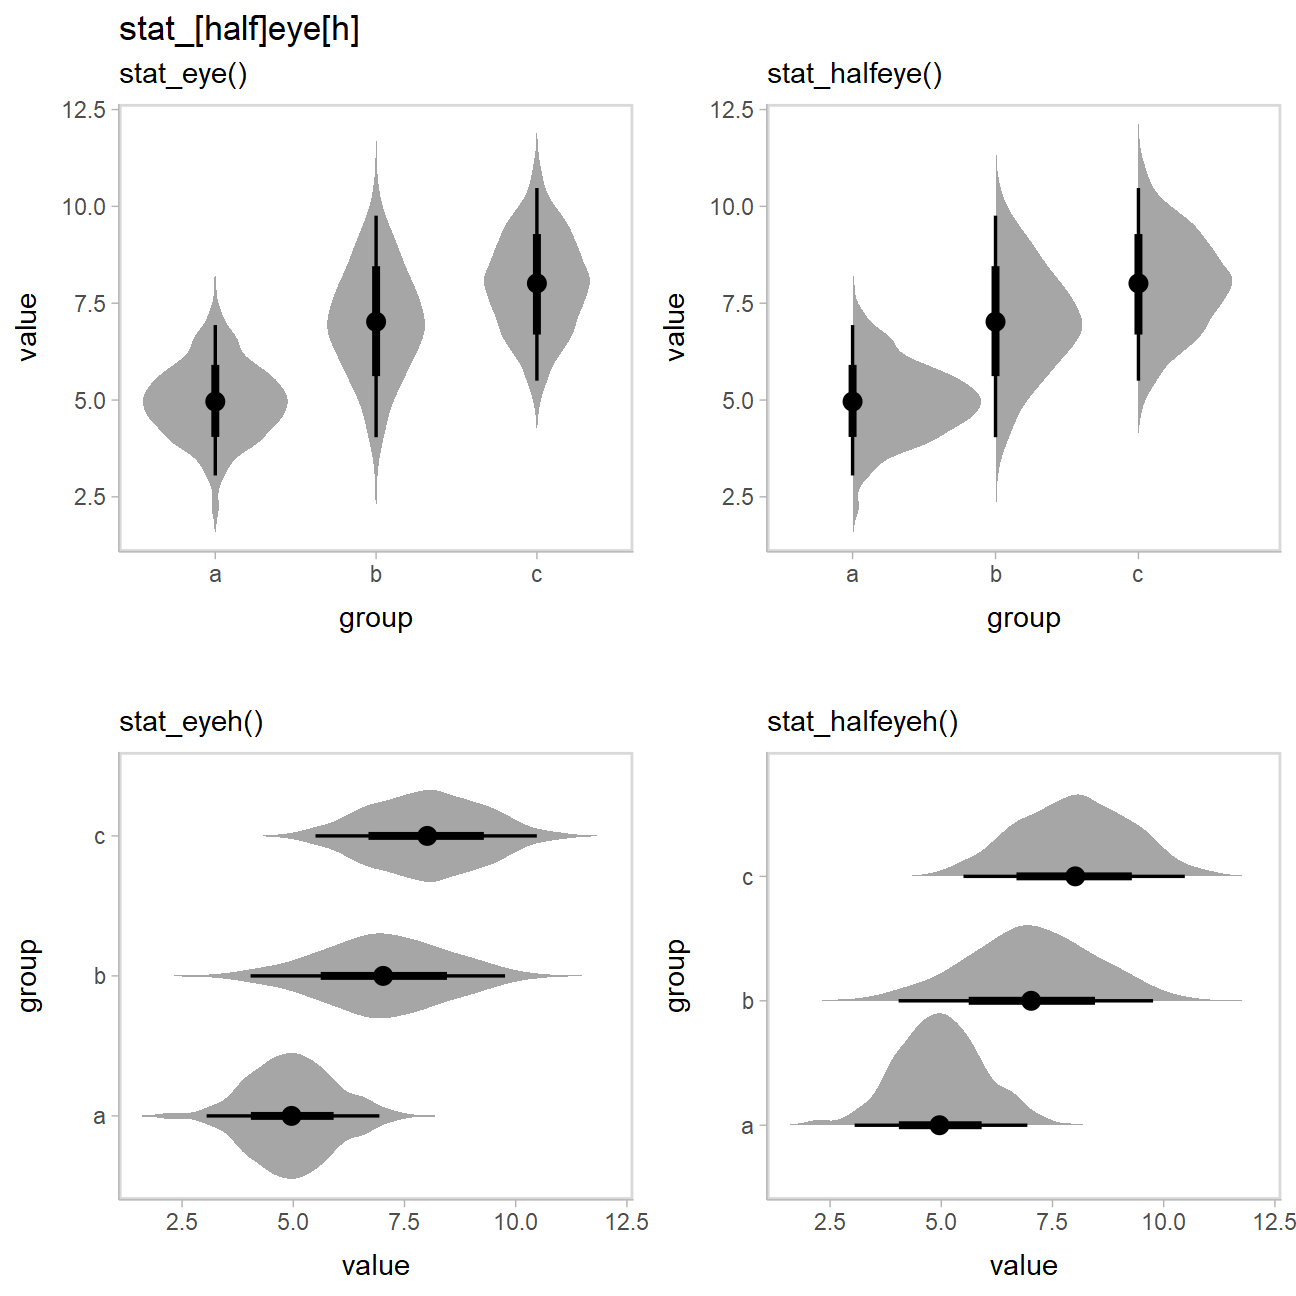 stat_[half]eye[h]
stat_eye()
12.5
10.0
7.5
5.0
2.5
value
a b c
group
stat_halfeye()
12.5
10.0
7.5
5.0
2.5
value
a b c
group
stat_eyeh()
c
b
a
group
2.5 5.0 7.5 10.0 12.5
value
stat_halfeyeh()
c
b
a
group
2.5 5.0 7.5 10.0 12.5
value